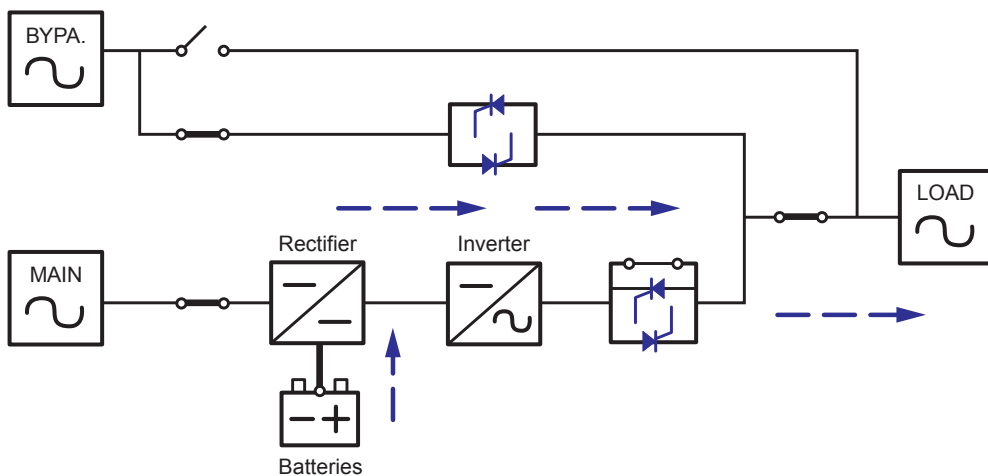 BYPA.
LOAD
Rectifier
Inverter
MAIN
Batteries